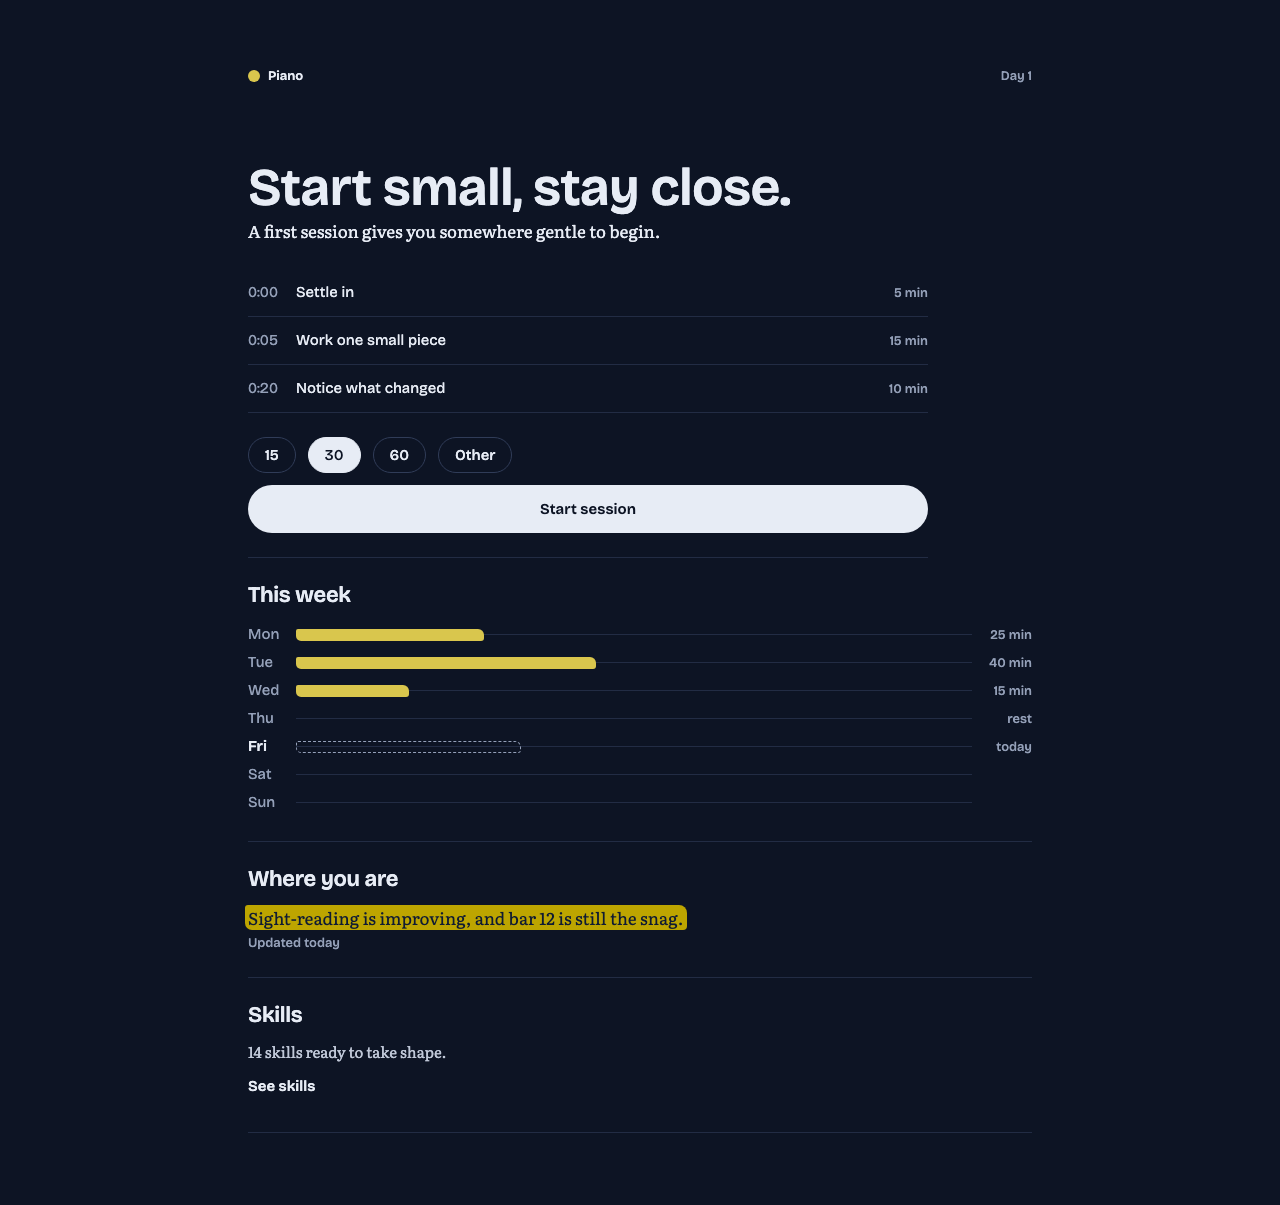 Piano
Day 1
Start small, stay close.
A first session gives you somewhere gentle to begin.
0:00 Settle in 5 min
0:05 Work one small piece 15 min
0:20 Notice what changed 10 min
15 30 60 Other
Start session
This week
Mon 25 min
Tue 40 min
Wed 15 min
Thu rest
Fri today
Sat
Sun
Where you are
Sight-reading is improving, and bar 12 is still the snag.
Updated today
Skills
14 skills ready to take shape.
See skills